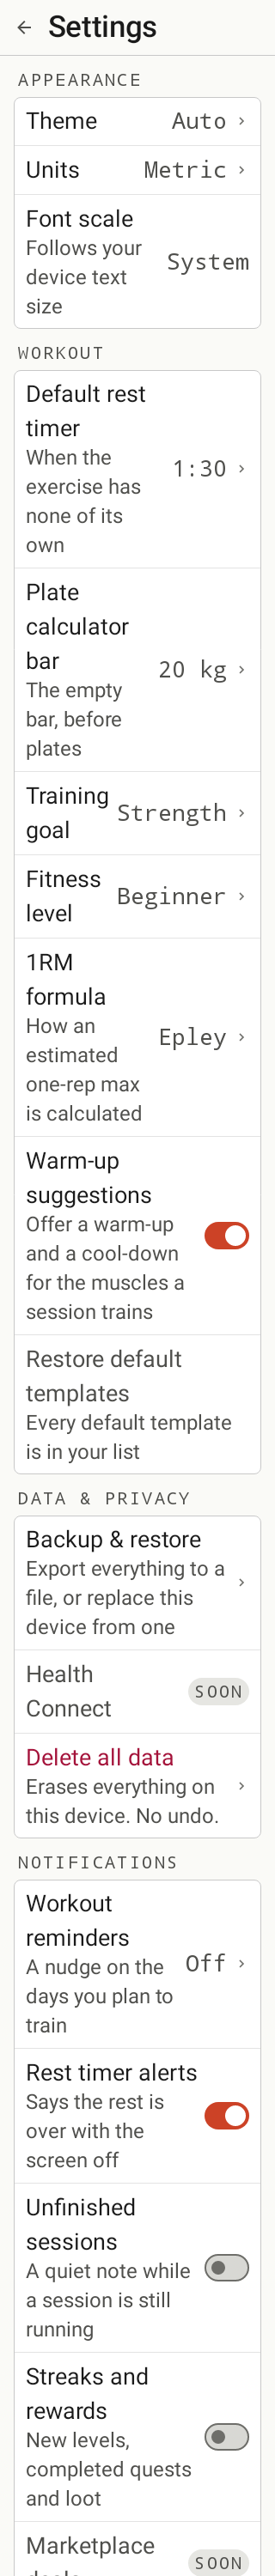 Settings
APPEARANCE
Theme Auto
Units Metric
Font scale
Follows your
device text
size
System
WORKOUT
Default rest
timer
When the
exercise has
none of its
own
1:30
Plate
calculator
bar
The empty
bar, before
plates
20 kg
Training
goal
Strength
Fitness
level
Beginner
1RM
formula
How an
estimated
one-rep max
is calculated
Epley
Warm-up
suggestions
Offer a warm-up
and a cool-down
for the muscles a
session trains
Restore default
templates
Every default template
is in your list
DATA & PRIVACY
Backup & restore
Export everything to a
file, or replace this
device from one
Health
Connect
SOON
Delete all data
Erases everything on
this device. No undo.
NOTIFICATIONS
Workout
reminders
A nudge on the
days you plan to
train
Off
Rest timer alerts
Says the rest is
over with the
screen off
Unfinished
sessions
A quiet note while
a session is still
running
Streaks and
rewards
New levels,
completed quests
and loot
Marketplace
SOON